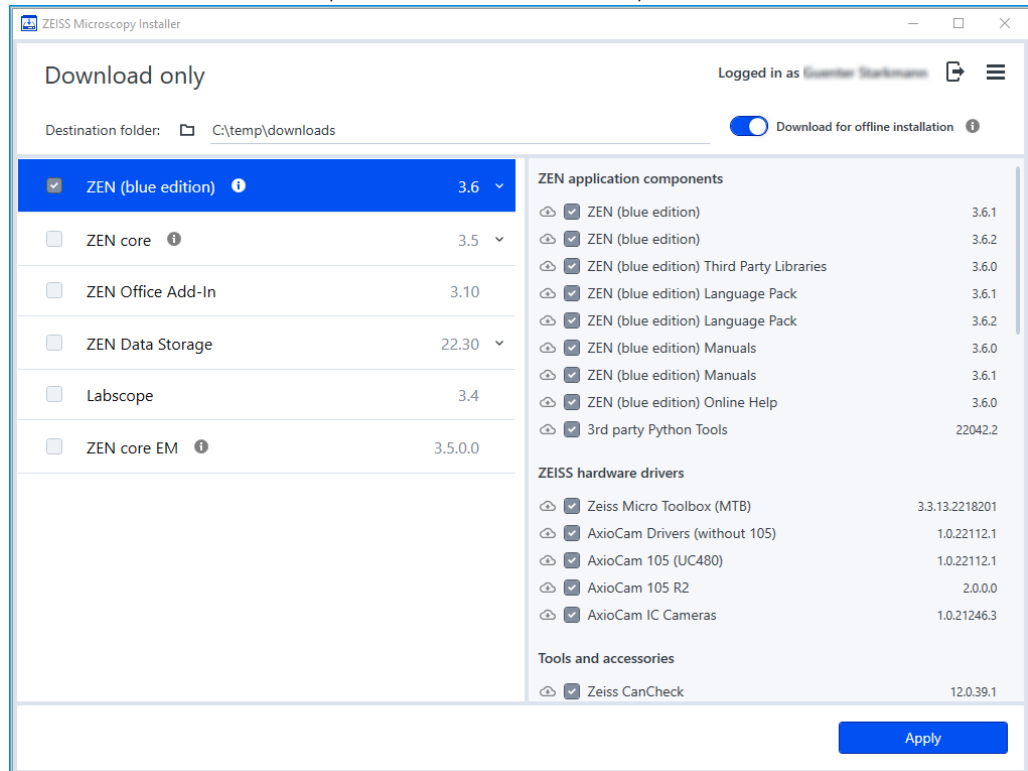 ZEISS Microscopy Installer
Download only
Logged in as
Destination folder: C:\temp\downloads
Download for offline installation
ZEN (blue edition) 3.6
ZEN core 3.5
ZEN Office Add-In 3.10
ZEN Data Storage 22.30
Labscope 3.4
ZEN core EM 3.5.0.0
ZEN application components
ZEN (blue edition) 3.6.1
ZEN (blue edition) 3.6.2
ZEN (blue edition) Third Party Libraries 3.6.0
ZEN (blue edition) Language Pack 3.6.1
ZEN (blue edition) Language Pack 3.6.2
ZEN (blue edition) Manuals 3.6.0
ZEN (blue edition) Manuals 3.6.1
ZEN (blue edition) Online Help 3.6.0
3rd party Python Tools 22042.2
ZEISS hardware drivers
Zeiss Micro Toolbox (MTB) 3.3.13.2218201
AxioCam Drivers (without 105) 1.0.22112.1
AxioCam 105 (UC480) 1.0.22112.1
AxioCam 105 R2 2.0.0.0
AxioCam IC Cameras 1.0.21246.3
Tools and accessories
Zeiss CanCheck 12.0.39.1
Apply